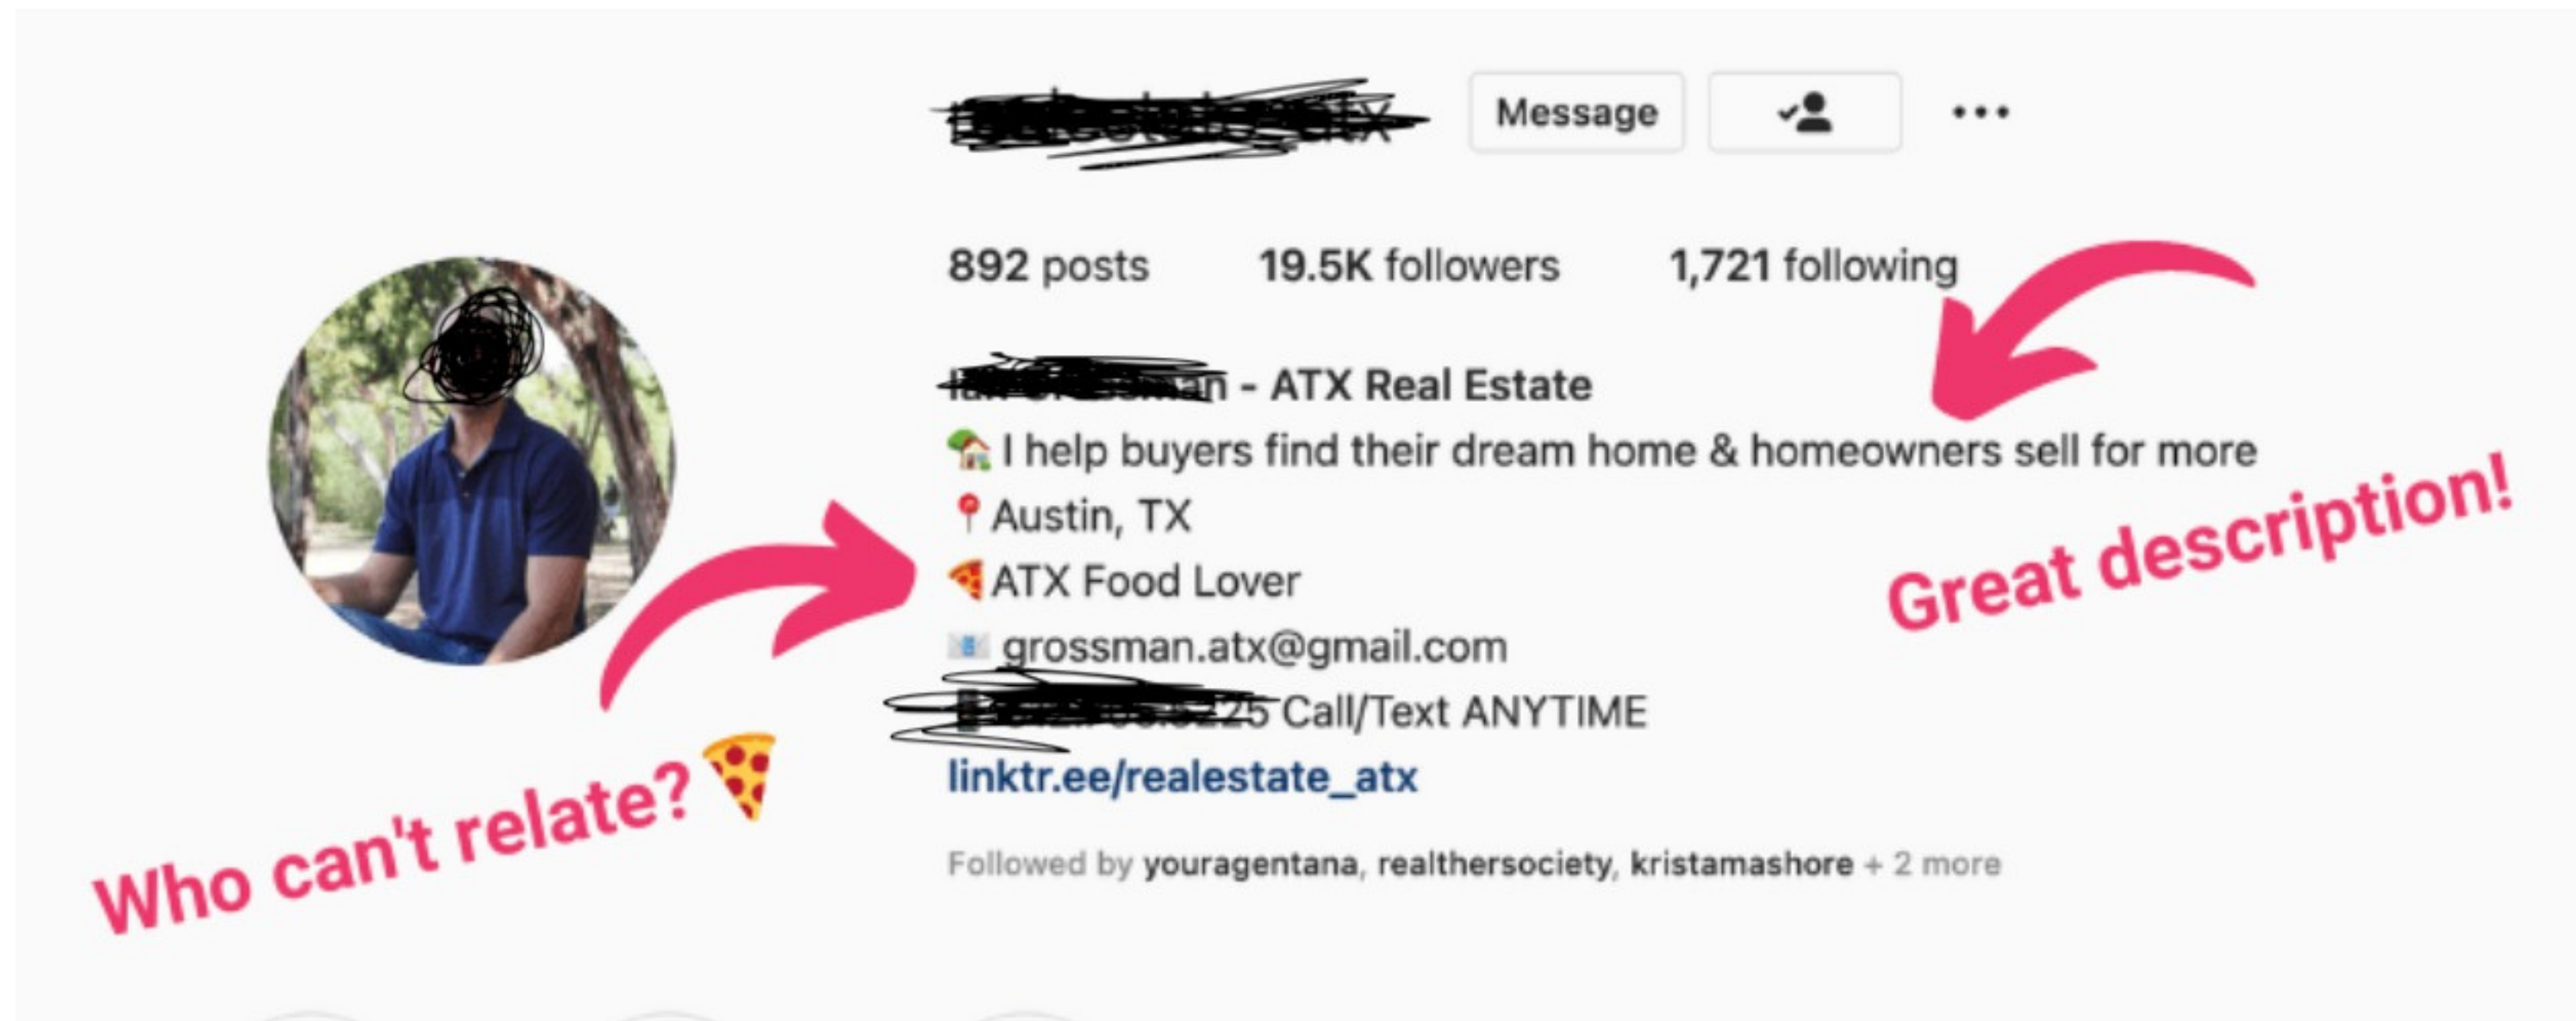 Message
892 posts 19.5K followers 1,721 following
- ATX Real Estate
I help buyers find their dream home & homeowners sell for more
Austin, TX
Great description!
ATX Food Lover
grossman.atx@gmail.com
Call/Text ANYTIME
Who can't relate?
linktr.ee/realestate_atx
Followed by youragentana, realthersociety, kristamashore + 2 more